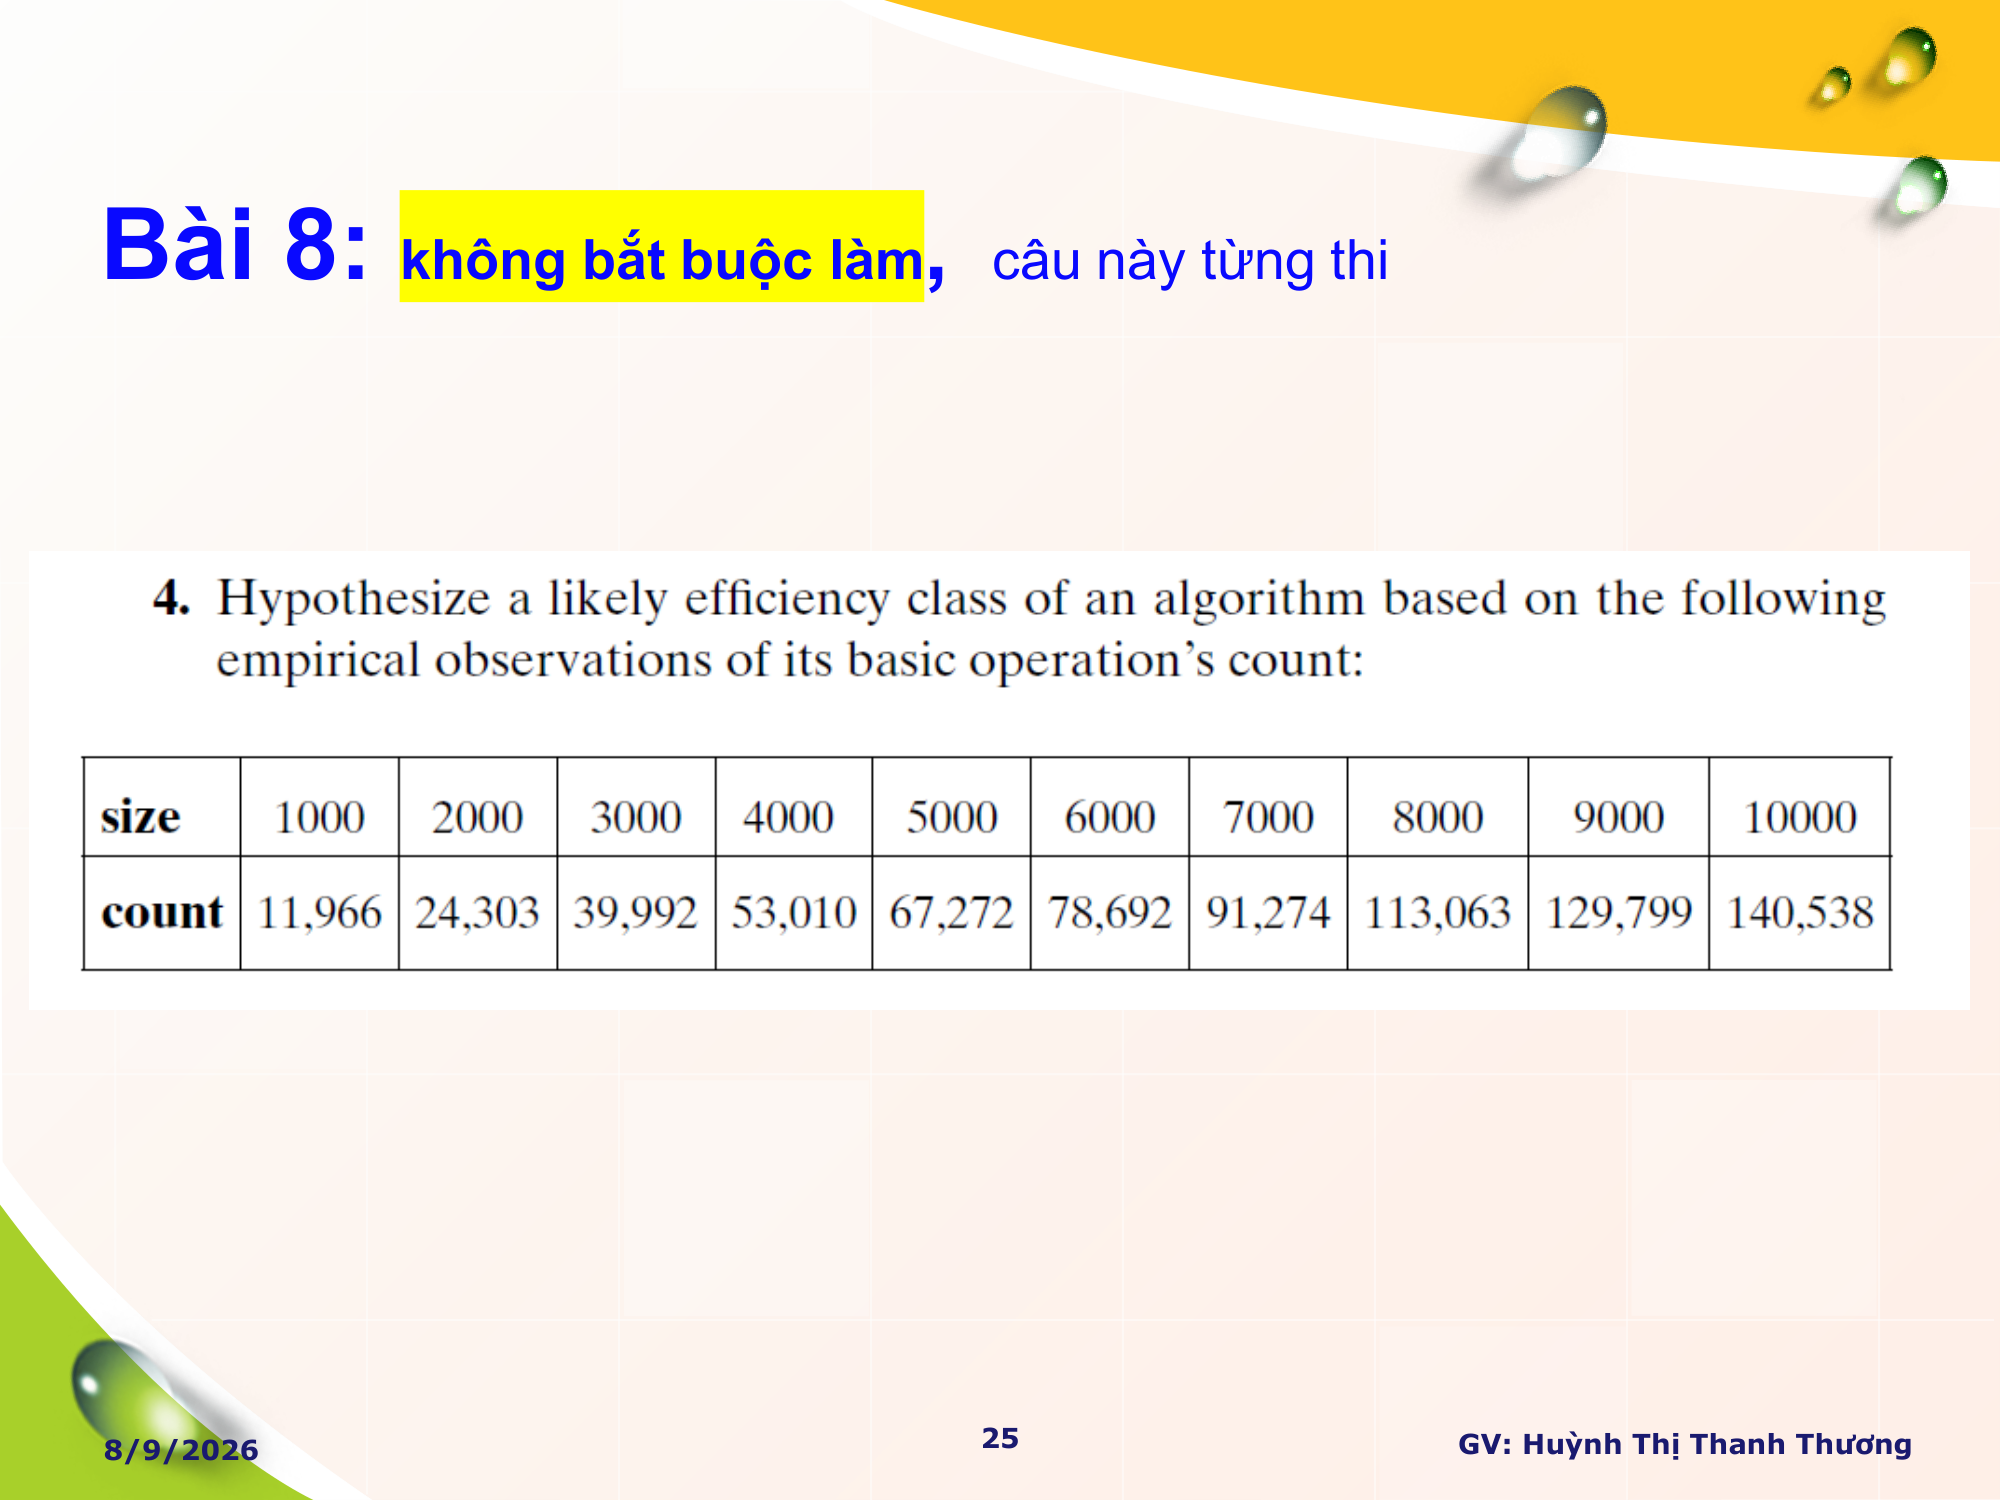 Bài 8: không bắt buộc làm, câu này từng thi
4. Hypothesize a likely efficiency class of an algorithm based on the following
empirical observations of its basic operation’s count:
size 1000 2000 3000 4000 5000 6000 7000 8000 9000 10000
count 11,966 24,303 39,992 53,010 67,272 78,692 91,274 113,063 129,799 140,538
8/9/2026 25 GV: Huỳnh Thị Thanh Thương